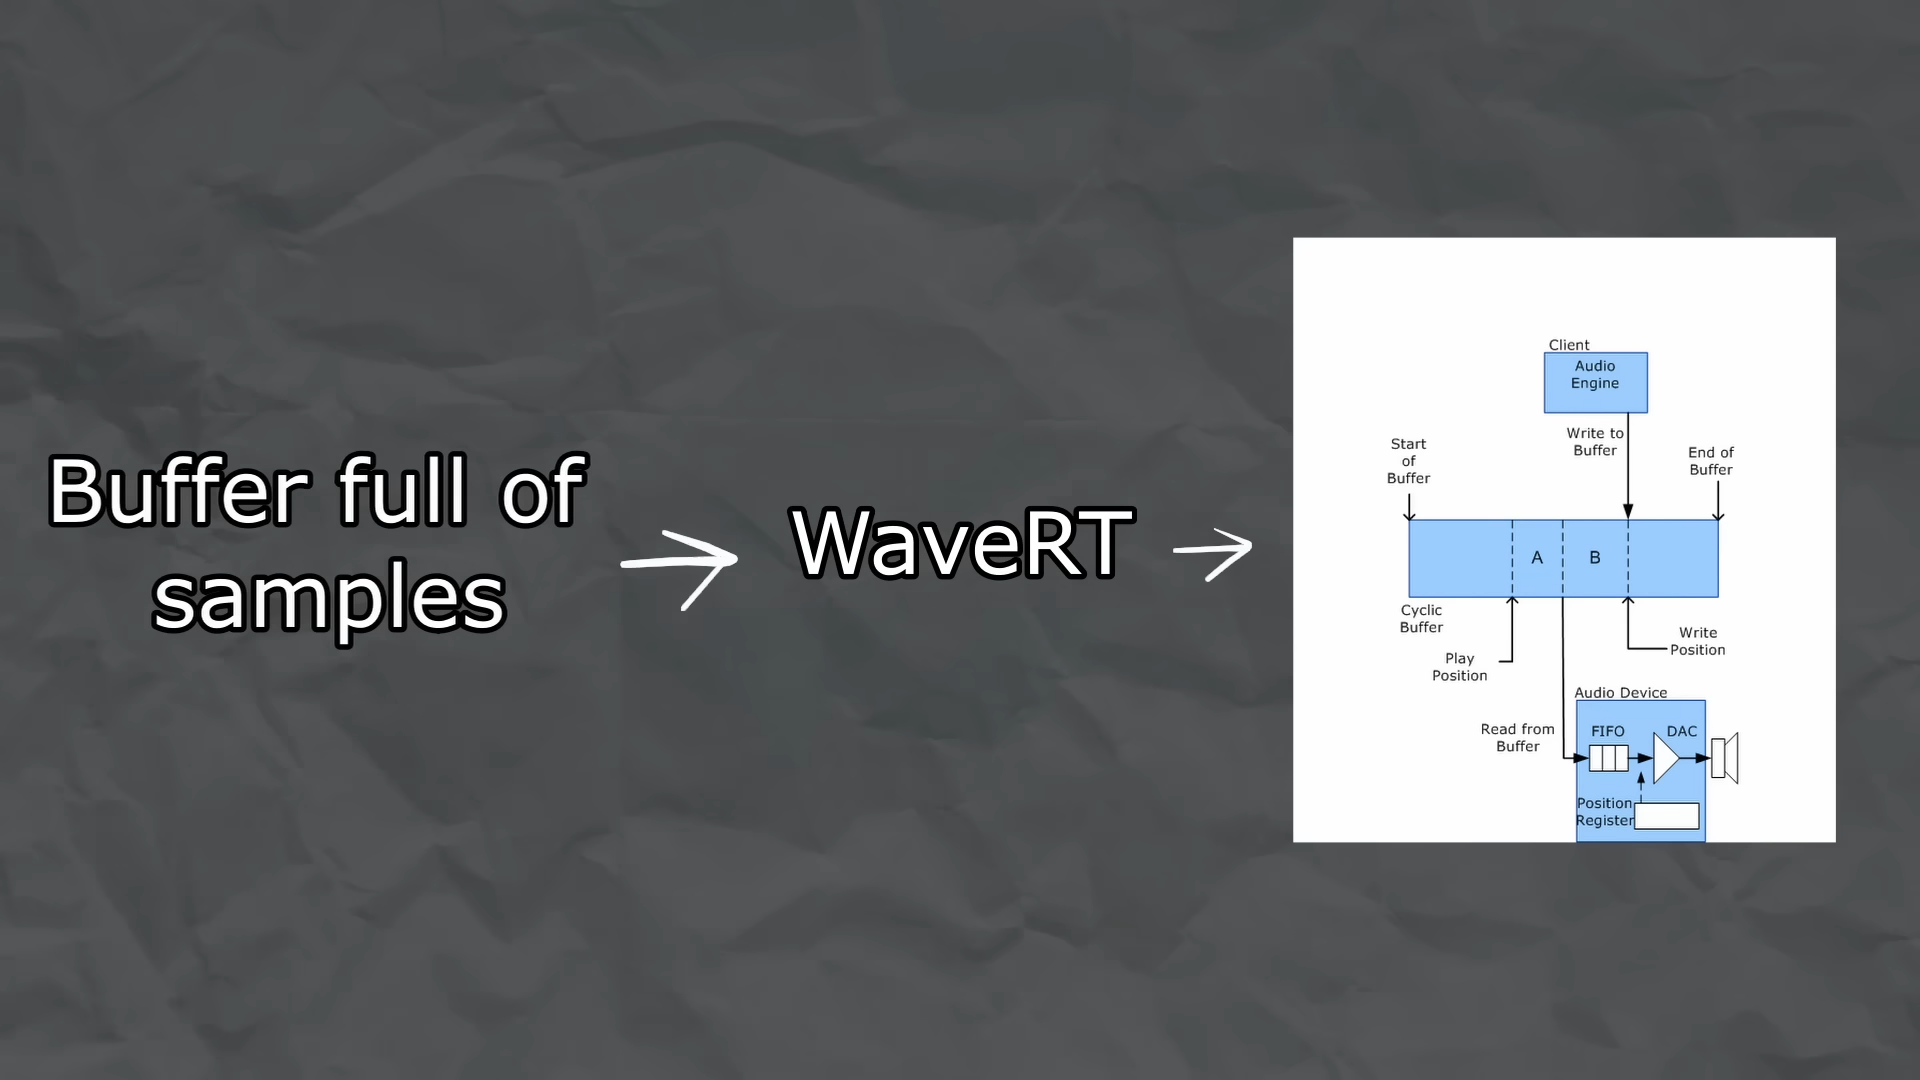 Buffer full of
samples
WaveRT
Client
Audio
Engine
Write to
Buffer
Start
of
Buffer
End of
Buffer
A
B
Cyclic
Buffer
Play
Position
Write
Position
Audio Device
Read from
Buffer
FIFO
DAC
Position
Register